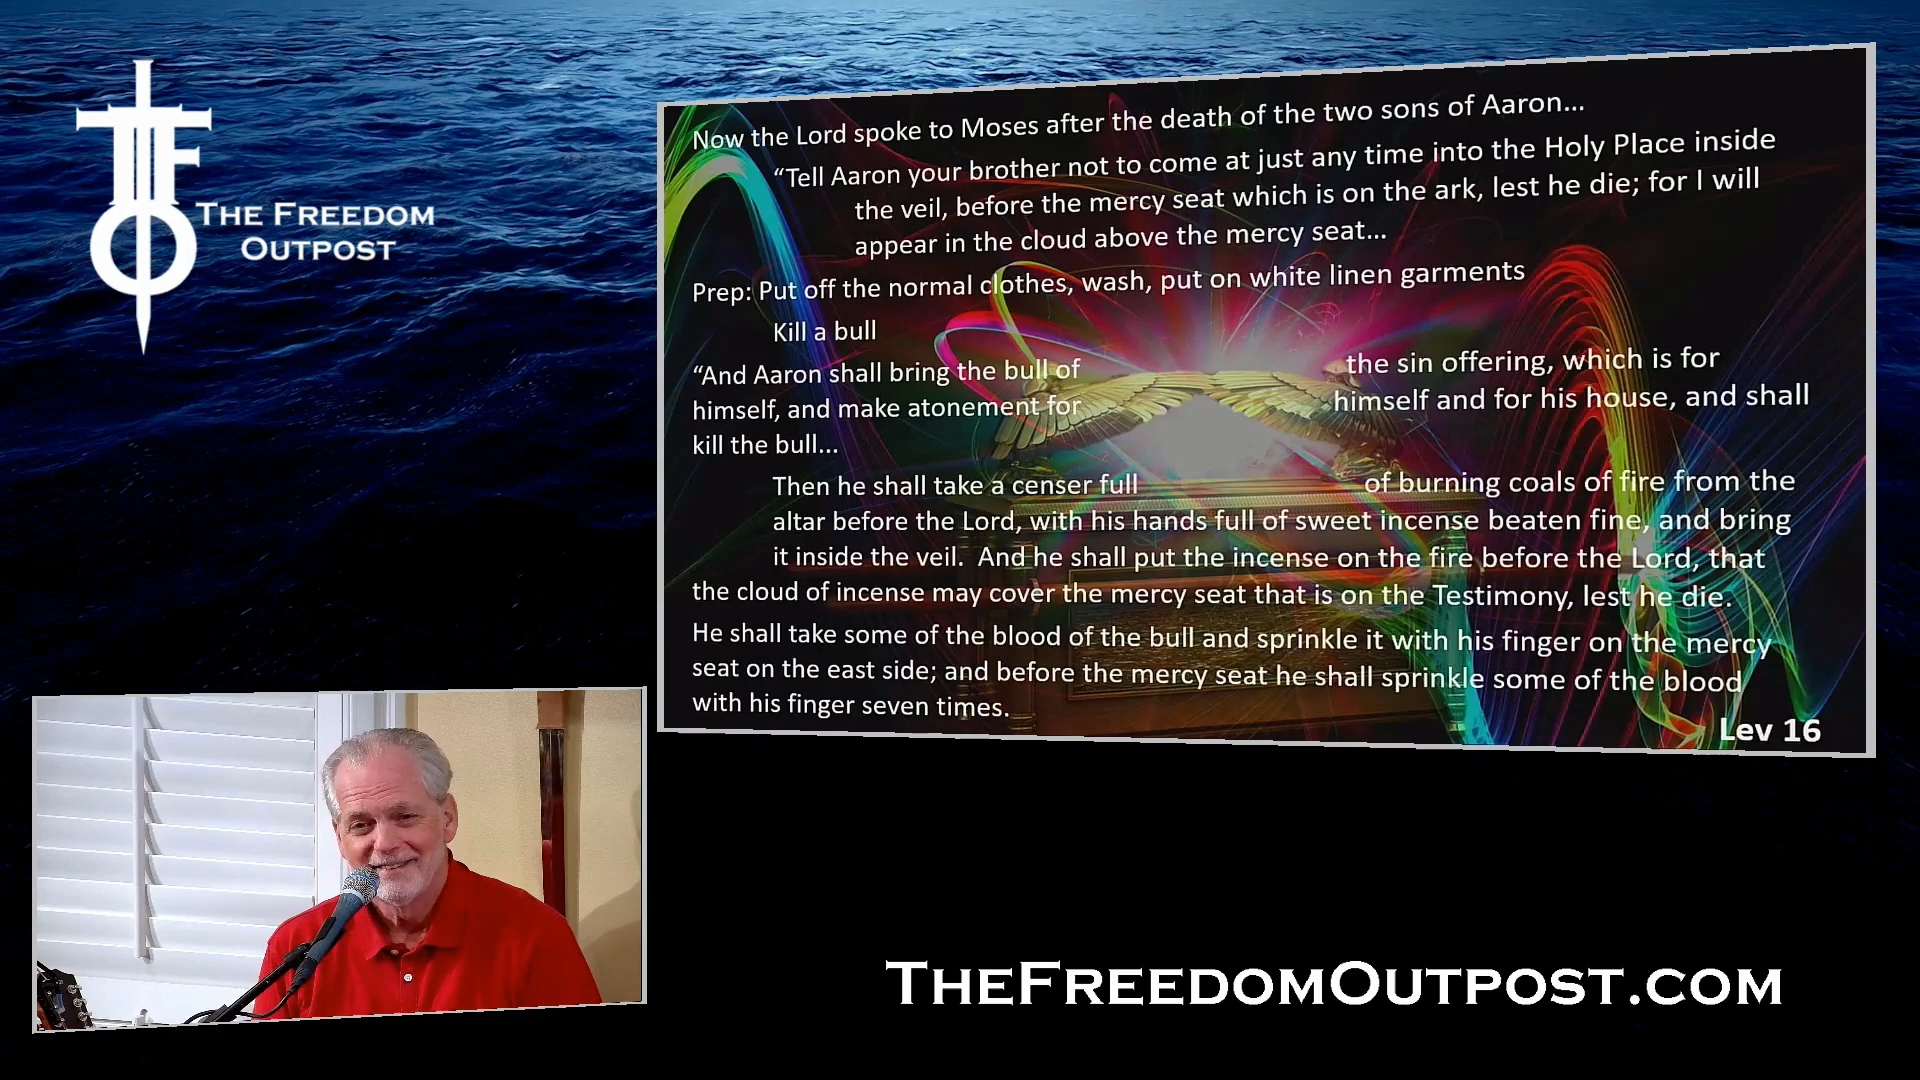 THE FREEDOM
OUTPOST
Now the Lord spoke to Moses after the death of the two sons of Aaron...
“Tell Aaron your brother not to come at just any time into the Holy Place inside
the veil, before the mercy seat which is on the ark, lest he die; for I will
appear in the cloud above the mercy seat...
Prep: Put off the normal clothes, wash, put on white linen garments
Kill a bull
“And Aaron shall bring the bull of the sin offering, which is for
himself, and make atonement for himself and for his house, and shall
kill the bull...
Then he shall take a censer full of burning coals of fire from the
altar before the Lord, with his hands full of sweet incense beaten fine, and bring
it inside the veil.  And he shall put the incense on the fire before the Lord, that
the cloud of incense may cover the mercy seat that is on the Testimony, lest he die.
He shall take some of the blood of the bull and sprinkle it with his finger on the mercy
seat on the east side; and before the mercy seat he shall sprinkle some of the blood
with his finger seven times.
Lev 16
THEFREEDOMOUTPOST.COM